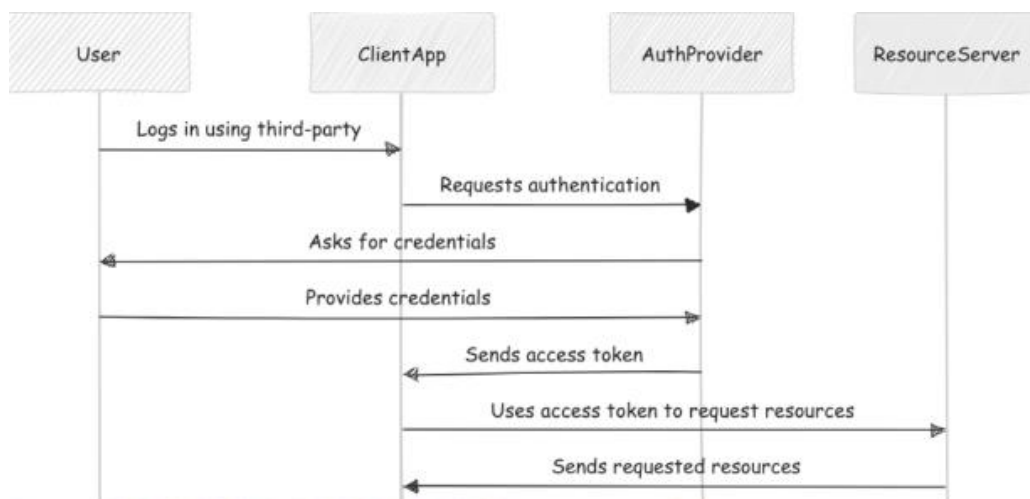 User
ClientApp
AuthProvider
ResourceServer
Logs in using third-party
Requests authentication
Asks for credentials
Provides credentials
Sends access token
Uses access token to request resources
Sends requested resources